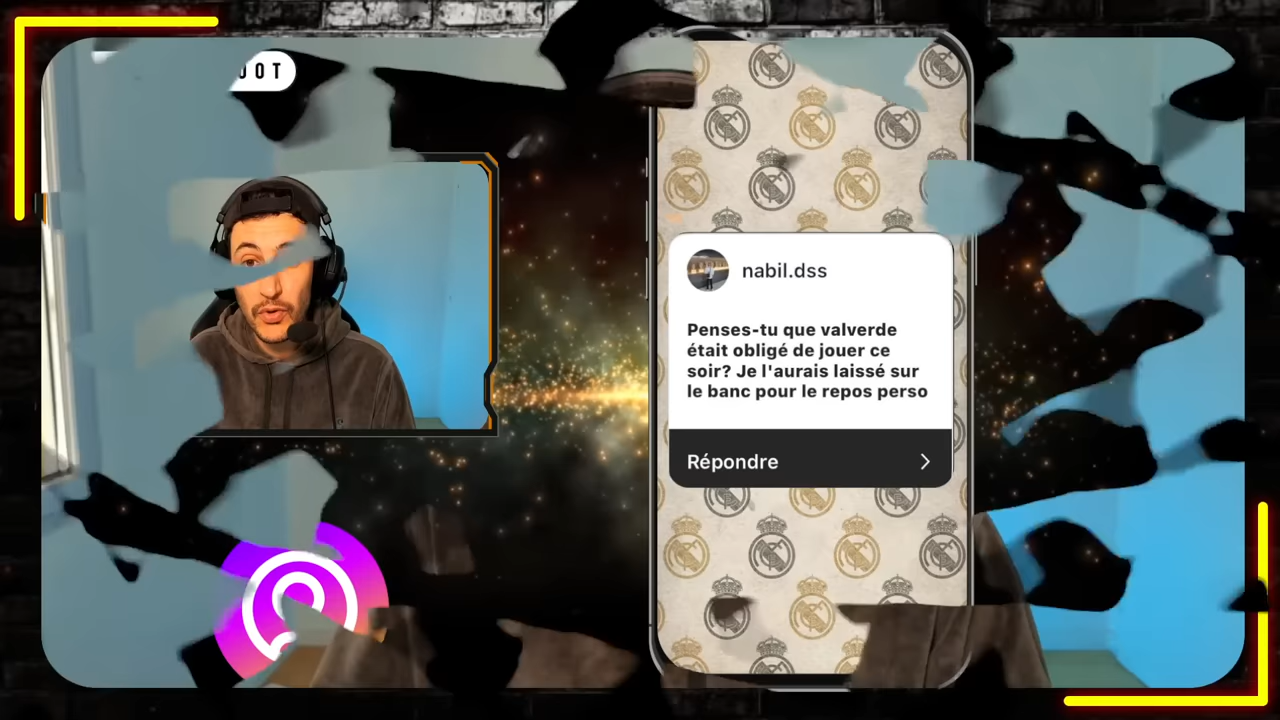 OOT
nabil.dss
Penses-tu que valverde
était obligé de jouer ce
soir? Je l'aurais laissé sur
le banc pour le repos perso
Répondre